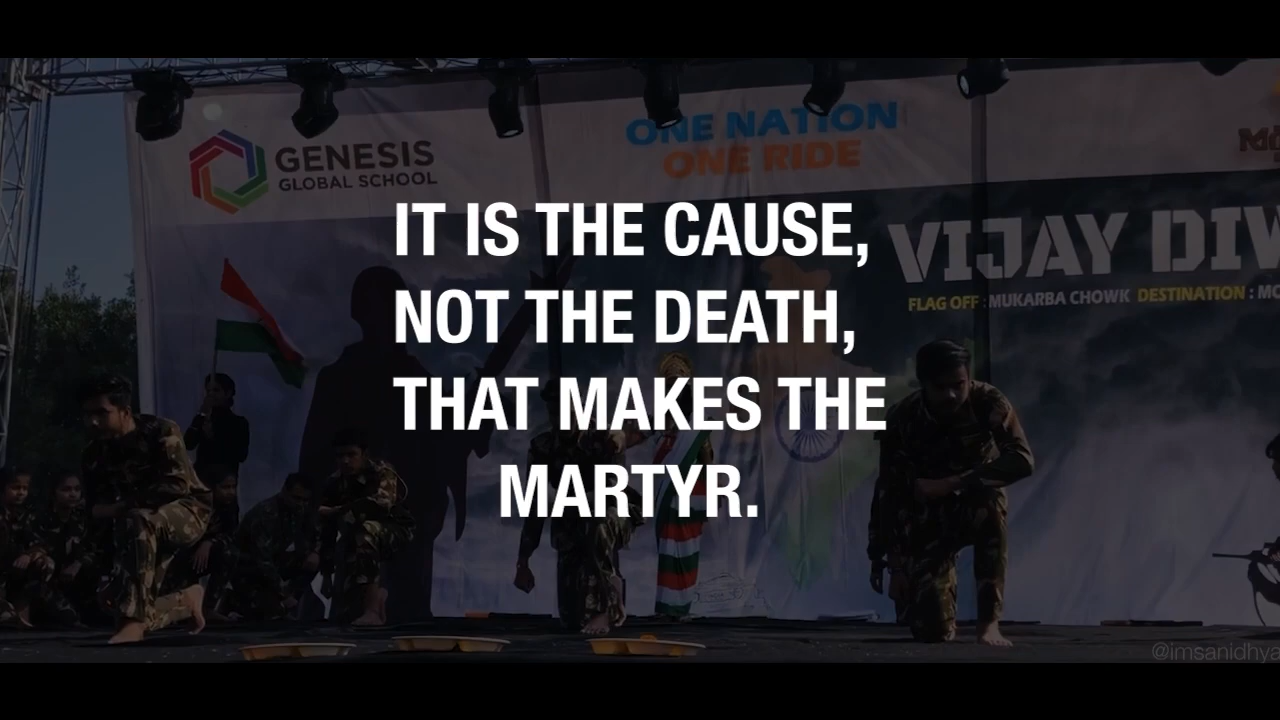 GENESIS
GLOBAL SCHOOL
ONE NATION
ONE RIDE
IT IS THE CAUSE,
NOT THE DEATH,
THAT MAKES THE
MARTYR.
VIJAY DIV
FLAG OFF : MUKARBA CHOWK DESTINATION : MO
@imsanidhya